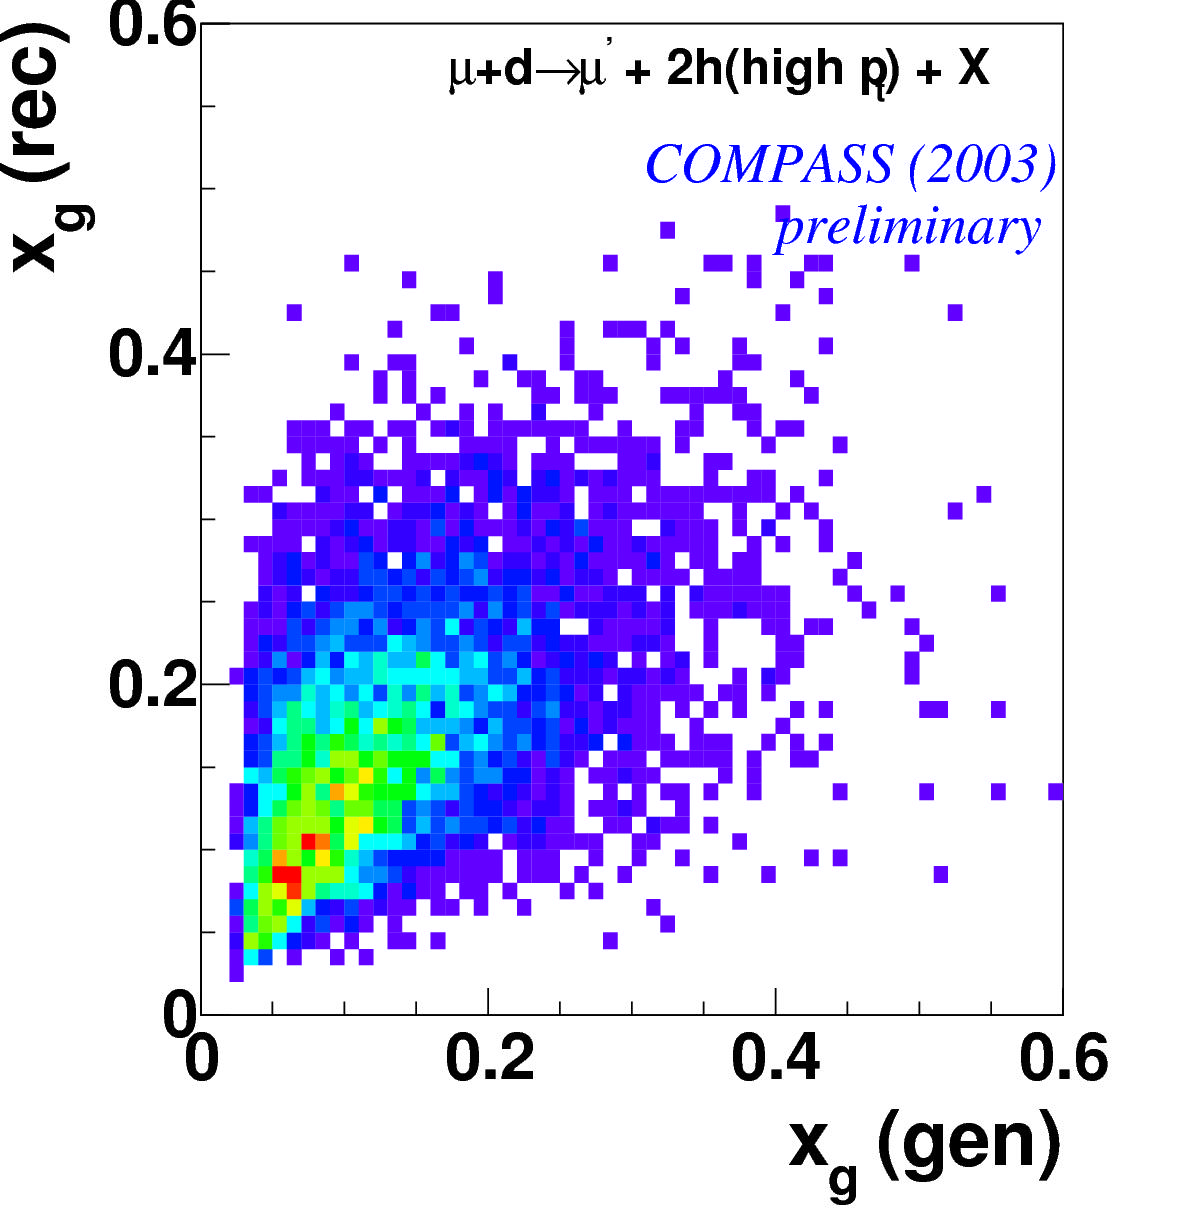 μ+d→μ' + 2h(high pt) + X
COMPASS (2003)
preliminary
xg (rec)
0.6
0.4
0.2
0
0 0.2 0.4 0.6
xg (gen)